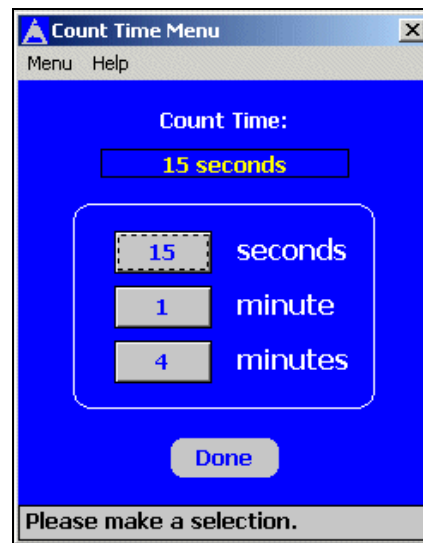 Count Time Menu
Menu Help
Count Time:
15 seconds
15 seconds
1 minute
4 minutes
Done
Please make a selection.